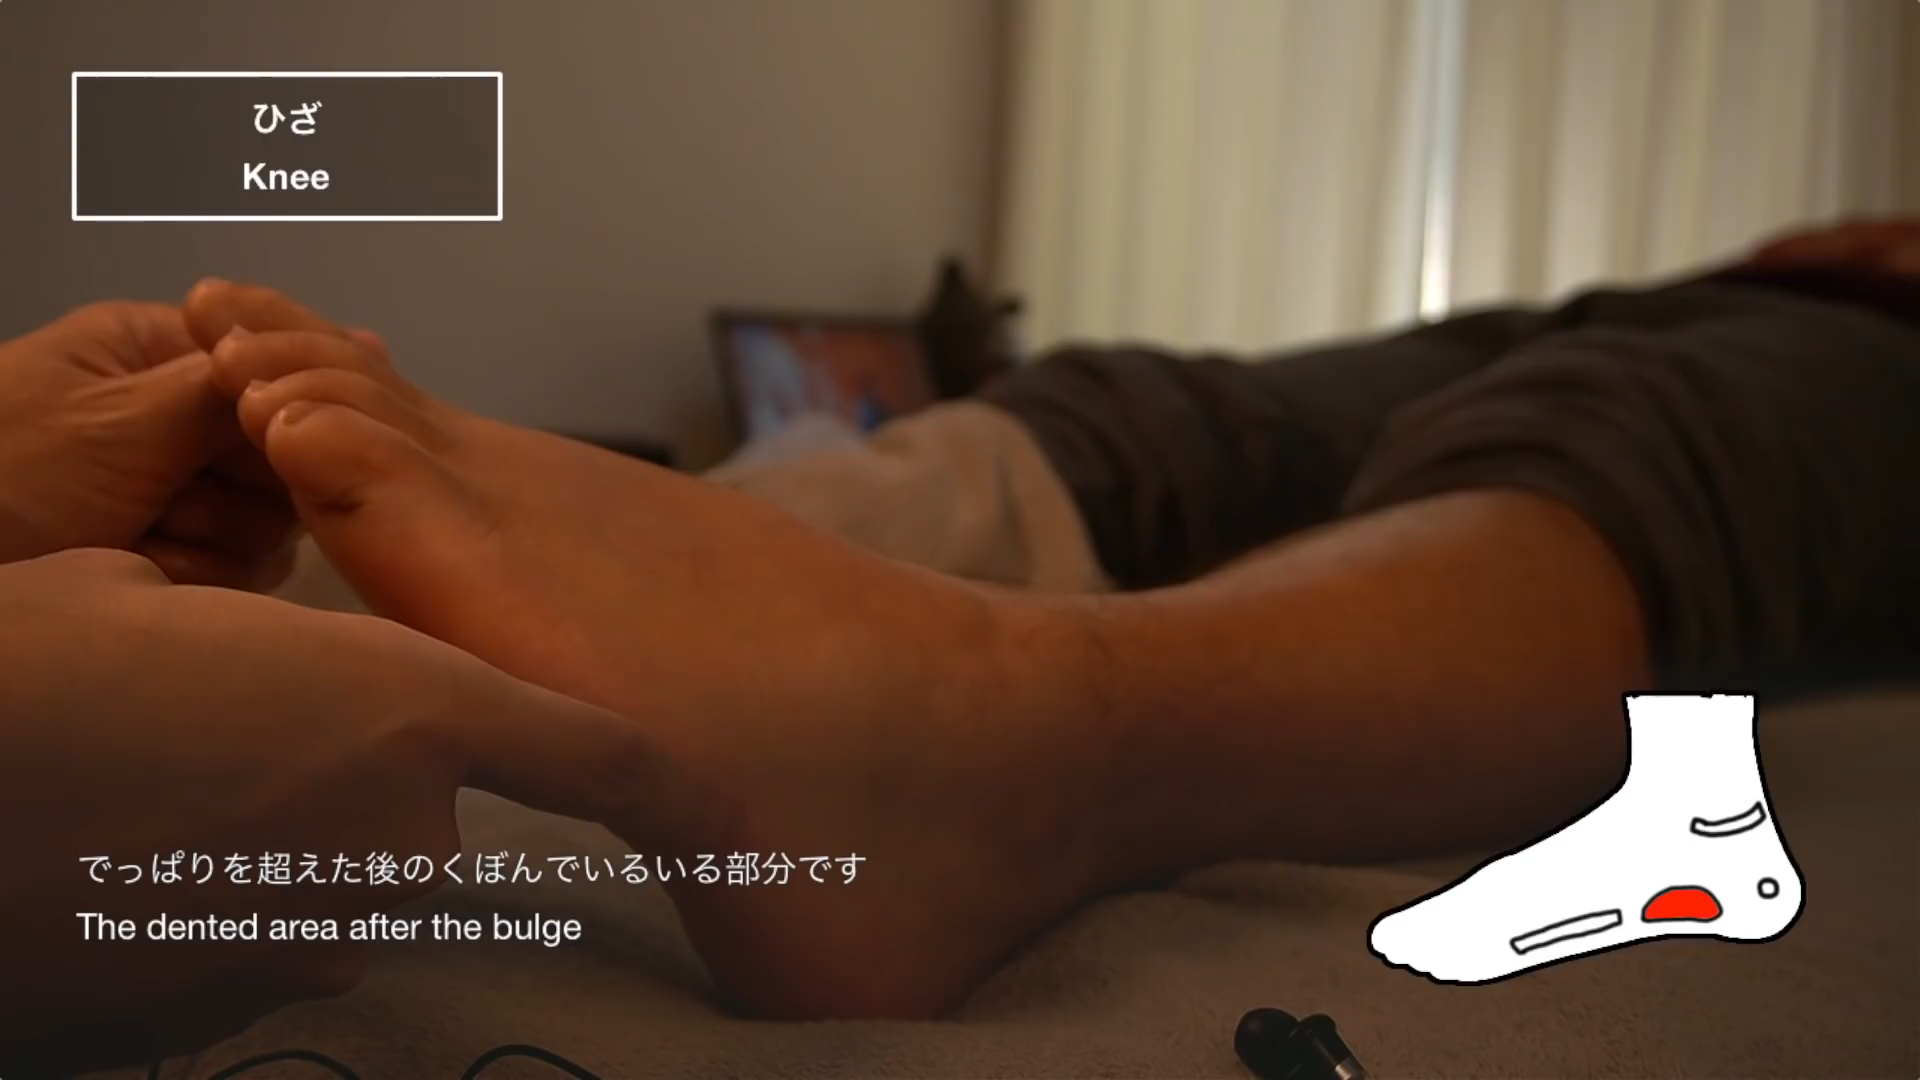 ひざ
Knee
でっぱりを超えた後のくぼんでいるいる部分です
The dented area after the bulge